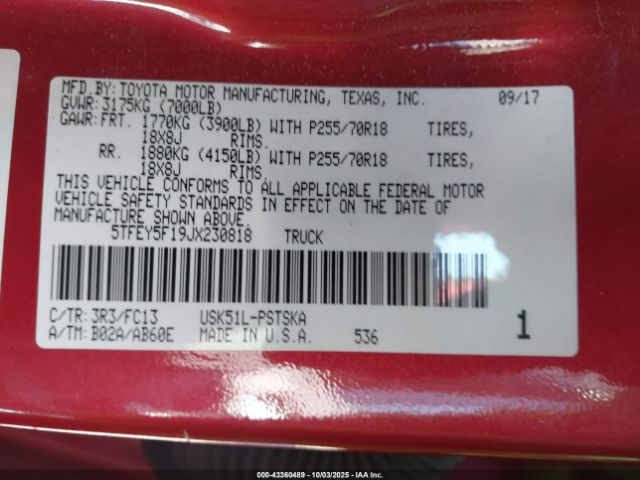 MFD.BY:TOYOTA MOTOR MANUFACTURING, TEXAS, INC. 09/17
GVWR:3175KG (7000LB)
GAWR:FRT. 1770KG (3900LB) WITH P255/70R18 TIRES,
18X8J RIMS.
RR. 1880KG (4150LB) WITH P255/70R18 TIRES,
18X8J RIMS.
THIS VEHICLE CONFORMS TO ALL APPLICABLE FEDERAL MOTOR
VEHICLE SAFETY STANDARDS IN EFFECT ON THE DATE OF
MANUFACTURE SHOWN ABOVE.
5TFEY5F19JX230818 TRUCK
C/TR:3R3/FC13 USK51L-PSTSKA
A/TM:B02A/AB60E MADE IN U.S.A. 536 1
000-43360489 - 10/03/2025 - IAA Inc.